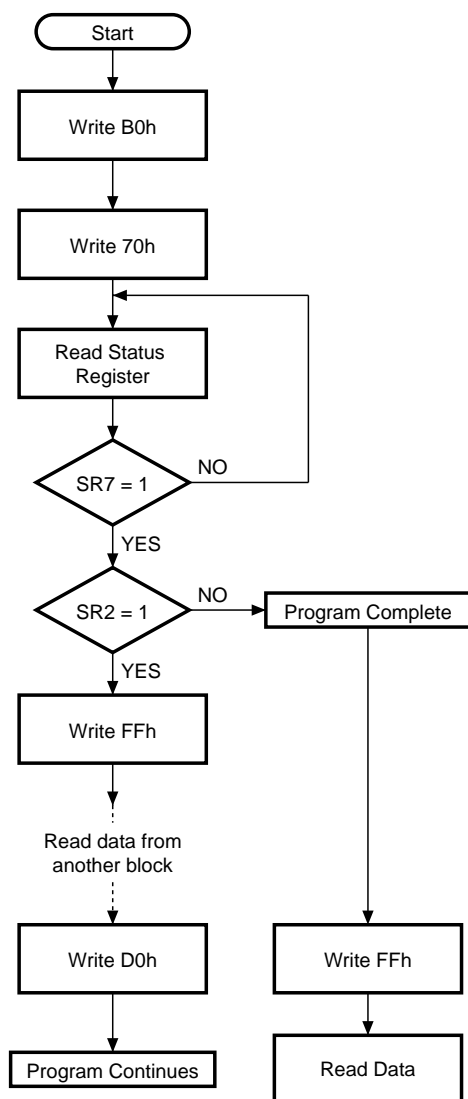 Start
Write B0h
Write 70h
Read Status
Register
NO
SR7 = 1
YES
NO
SR2 = 1
Program Complete
YES
Write FFh
Read data from
another block
Write D0h
Write FFh
Program Continues
Read Data